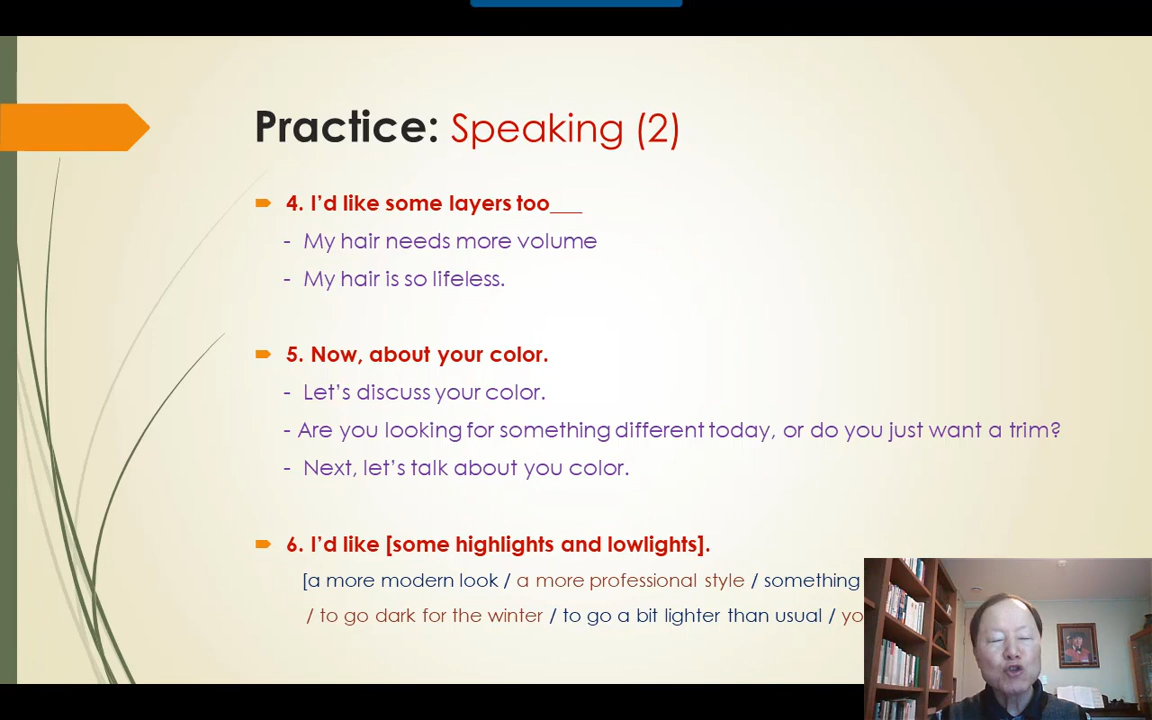 Practice: Speaking (2)
4. I'd like some layers too___
- My hair needs more volume
- My hair is so lifeless.
5. Now, about your color.
- Let's discuss your color.
- Are you looking for something different today, or do you just want a trim?
- Next, let's talk about you color.
6. I'd like [some highlights and lowlights].
[a more modern look / a more professional style / something
/ to go dark for the winter / to go a bit lighter than usual /